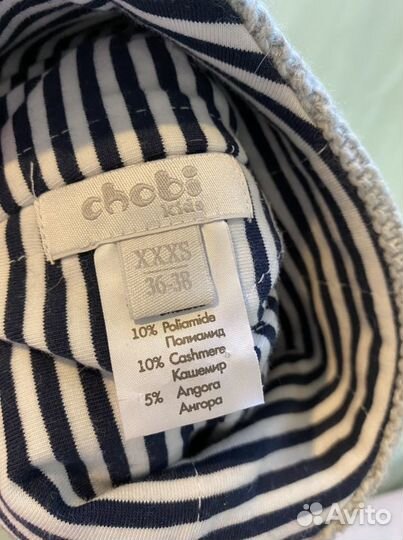 chobi
kids
XXXS
36-38
10% Poliamide
Полиамид
10% Cashmere
Кашемир
5% Angora
Ангора
Avito